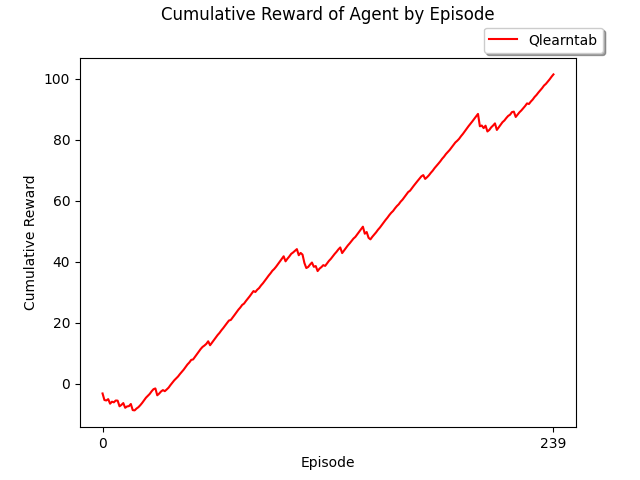 Cumulative Reward of Agent by Episode
Qlearntab
100
80
60
40
20
0
Cumulative Reward
0
239
Episode